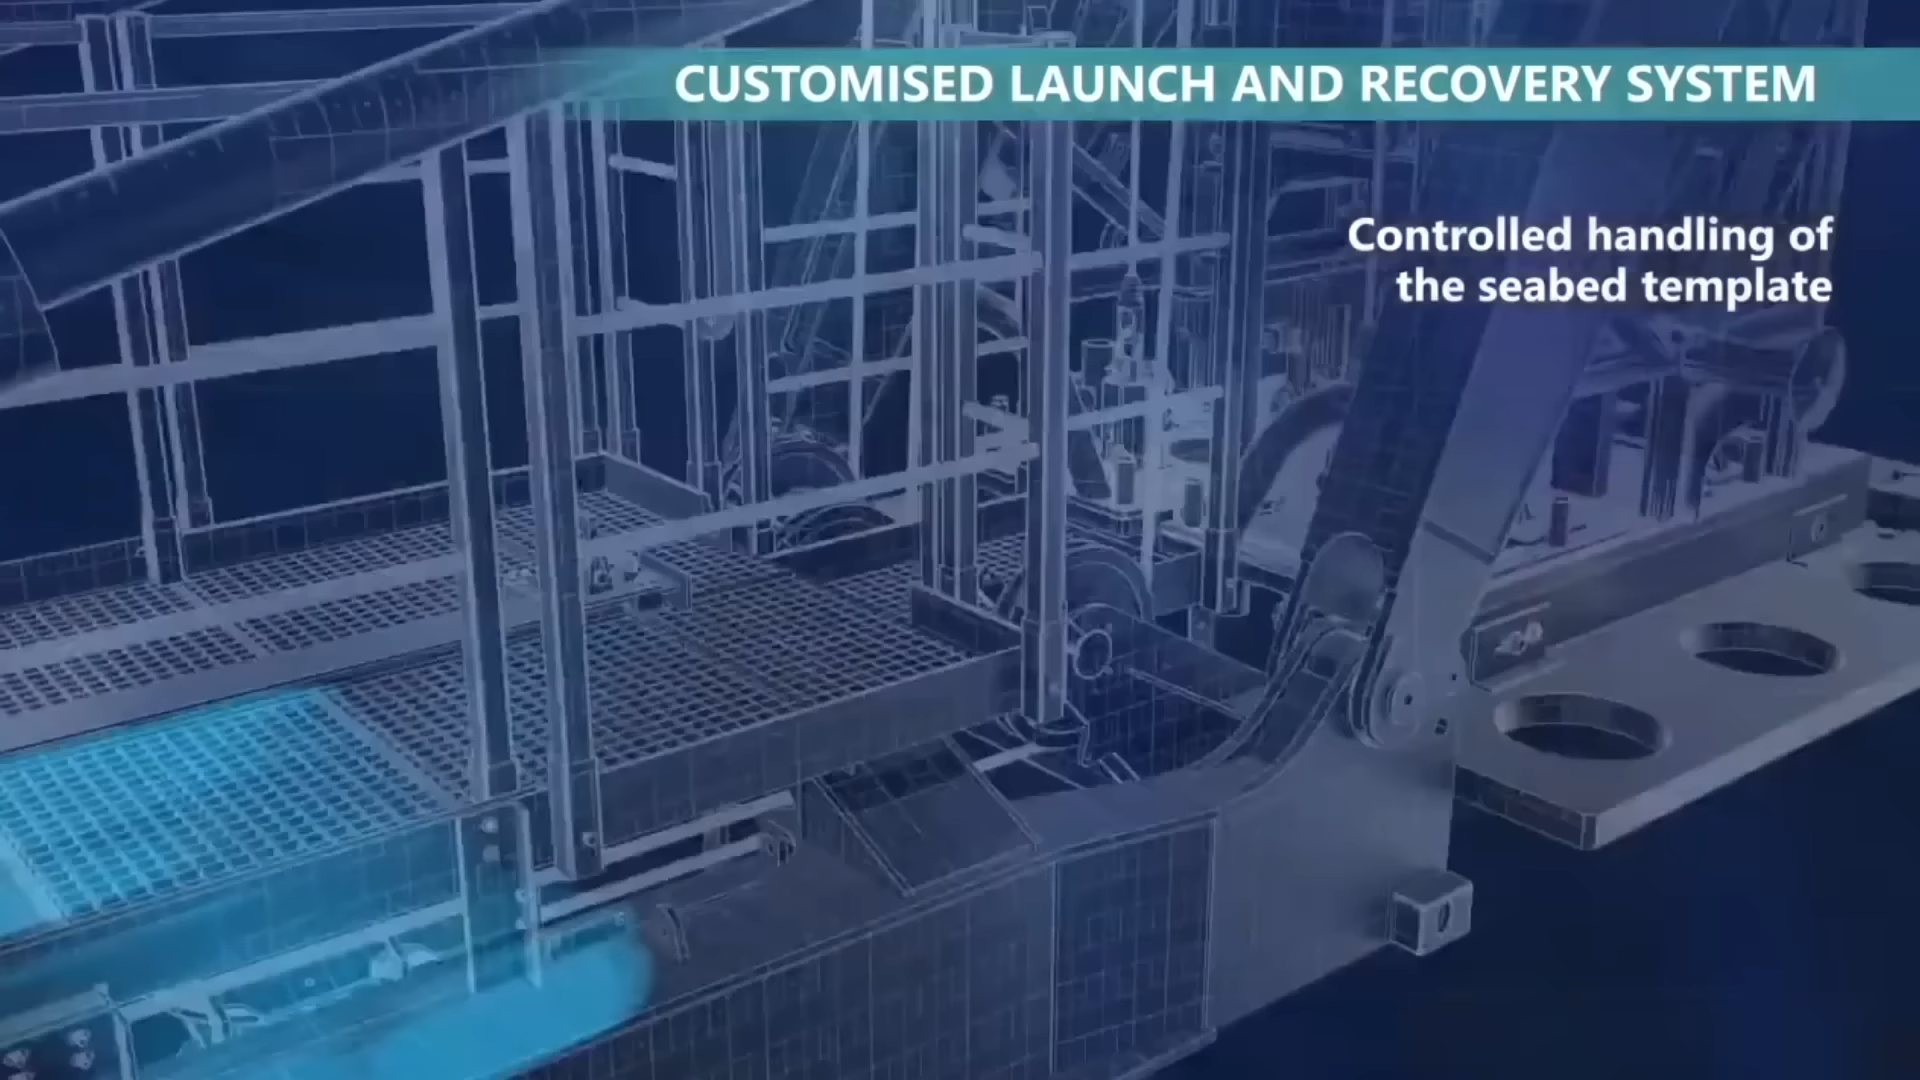 CUSTOMISED LAUNCH AND RECOVERY SYSTEM
Controlled handling of
the seabed template